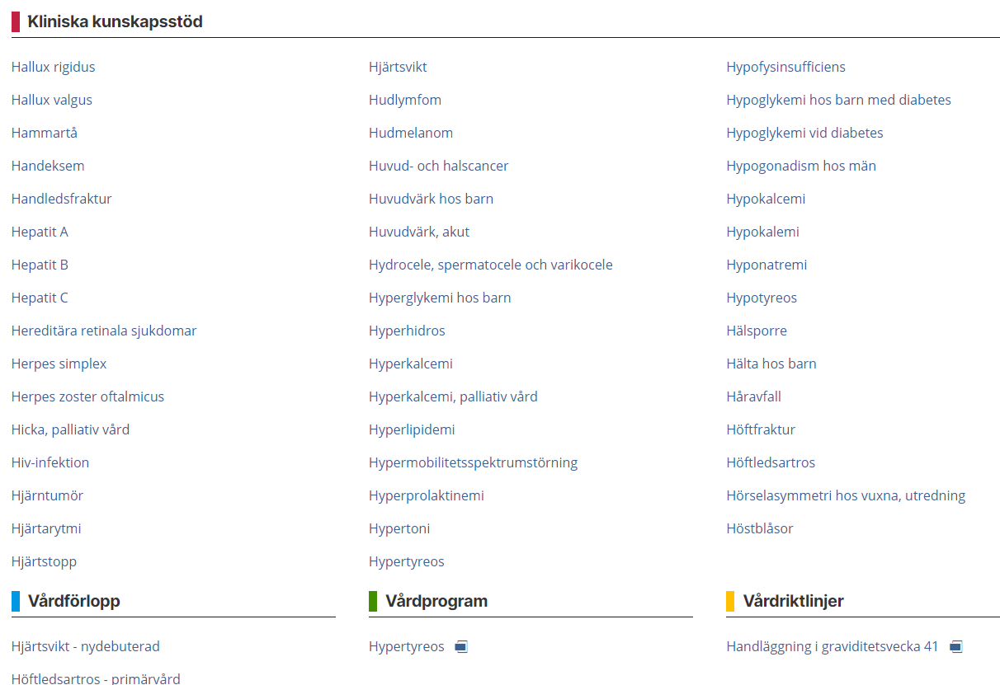 Kliniska kunskapsstöd
Hallux rigidus
Hallux valgus
Hammartå
Handeksem
Handledsfraktur
Hepatit A
Hepatit B
Hepatit C
Hereditära retinala sjukdomar
Herpes simplex
Herpes zoster oftalmicus
Hicka, palliativ vård
Hiv-infektion
Hjärntumör
Hjärtarytmi
Hjärtstopp
Hjärtsvikt
Hudlymfom
Hudmelanom
Huvud- och halscancer
Huvudvärk hos barn
Huvudvärk, akut
Hydrocele, spermatocele och varikocele
Hyperglykemi hos barn
Hyperhidros
Hyperkalcemi
Hyperkalcemi, palliativ vård
Hyperlipidemi
Hypermobilitetsspektrumstörning
Hyperprolaktinemi
Hypertoni
Hypertyreos
Hypofysinsufficiens
Hypoglykemi hos barn med diabetes
Hypoglykemi vid diabetes
Hypogonadism hos män
Hypokalcemi
Hypokalemi
Hyponatremi
Hypotyreos
Hälsporre
Hälta hos barn
Håravfall
Höftfraktur
Höftledsartros
Hörselasymmetri hos vuxna, utredning
Höstblåsor
Vårdförlopp
Hjärtsvikt - nydebuterad
Höftledsartros - primärvård
Vårdprogram
Hypertyreos
Vårdriktlinjer
Handläggning i graviditetsvecka 41